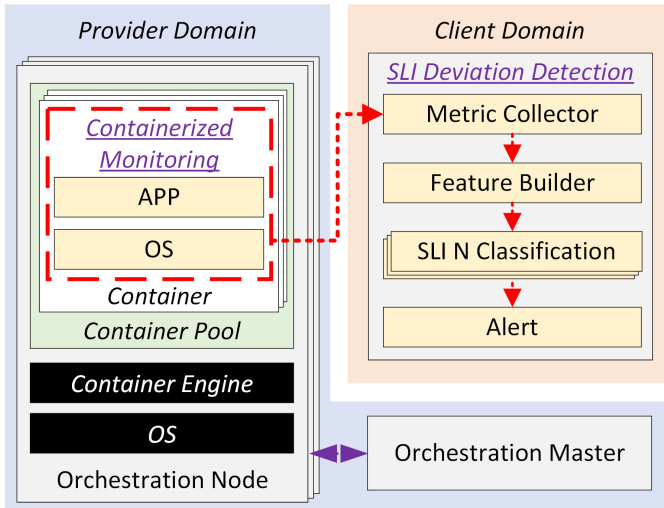 Provider Domain
Containerized
Monitoring
APP
OS
Container
Container Pool
Container Engine
OS
Orchestration Node
Client Domain
SLI Deviation Detection
Metric Collector
Feature Builder
SLI N Classification
Alert
Orchestration Master